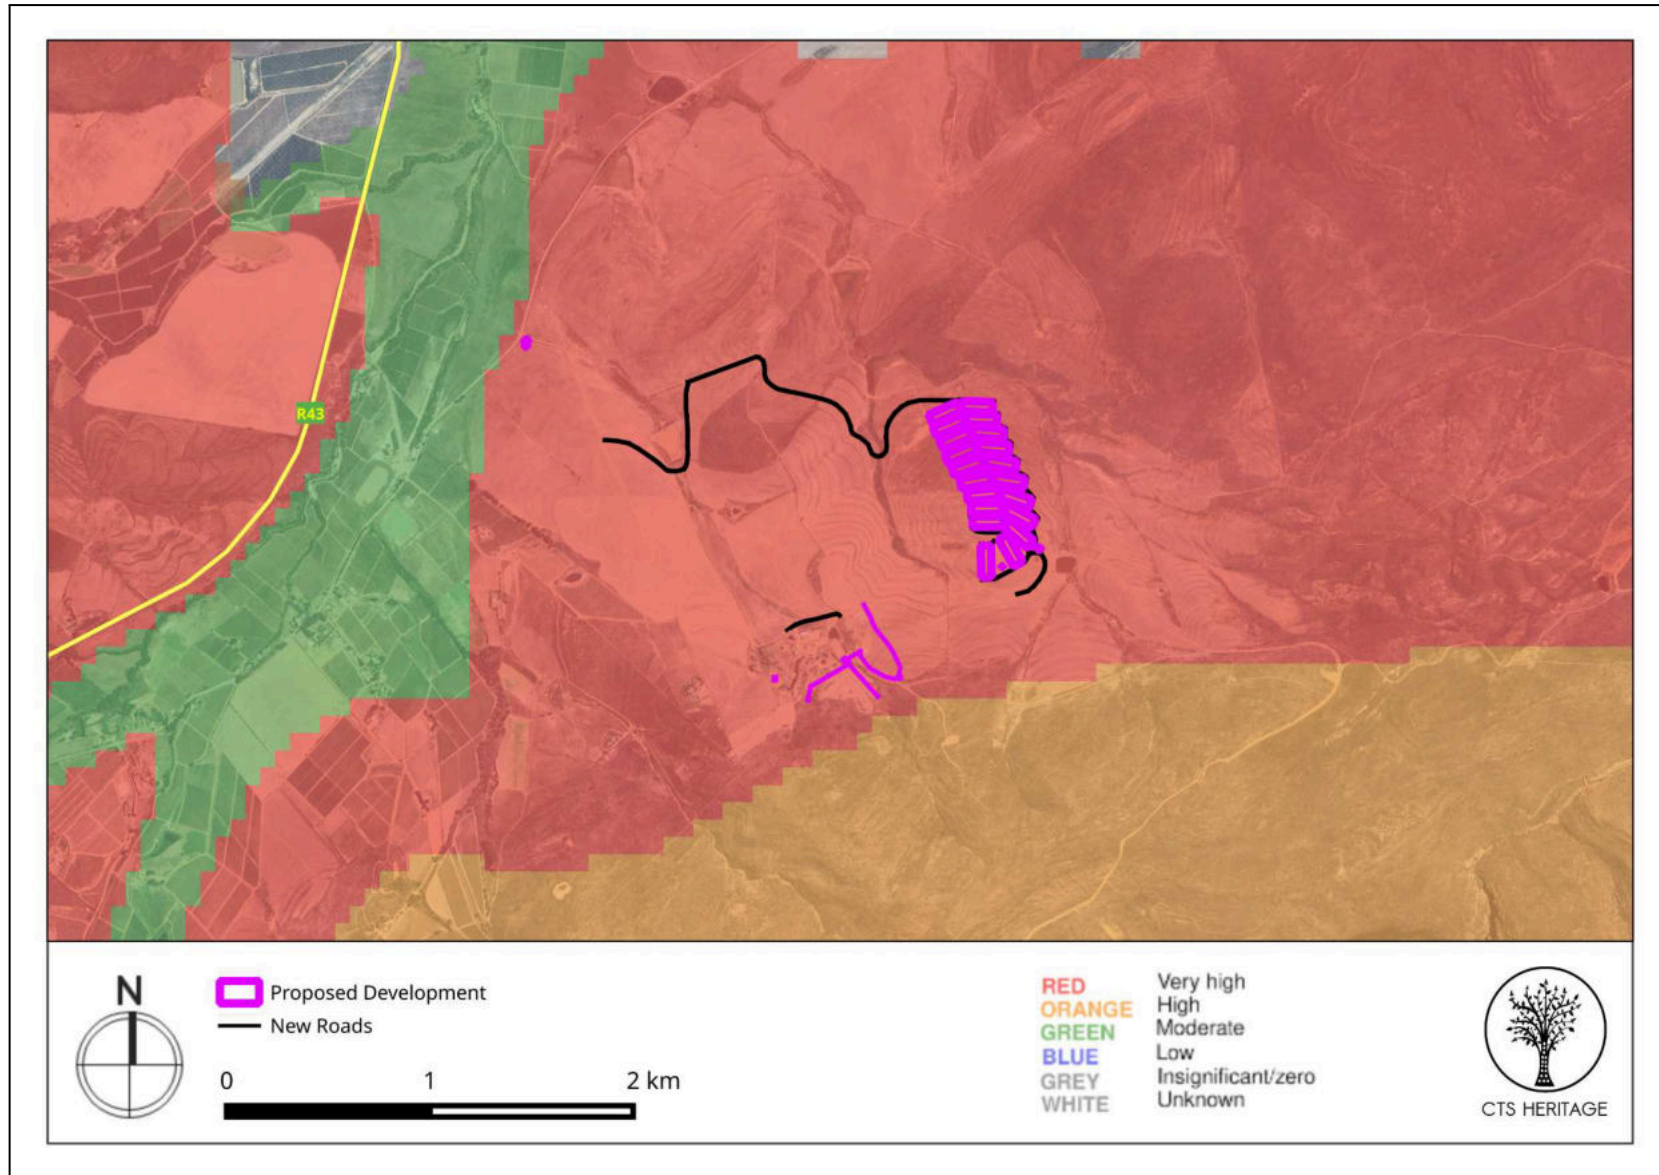 R43
N
Proposed Development
New Roads
0 1 2 km
RED Very high
ORANGE High
GREEN Moderate
BLUE Low
GREY Insignificant/zero
WHITE Unknown
CTS HERITAGE